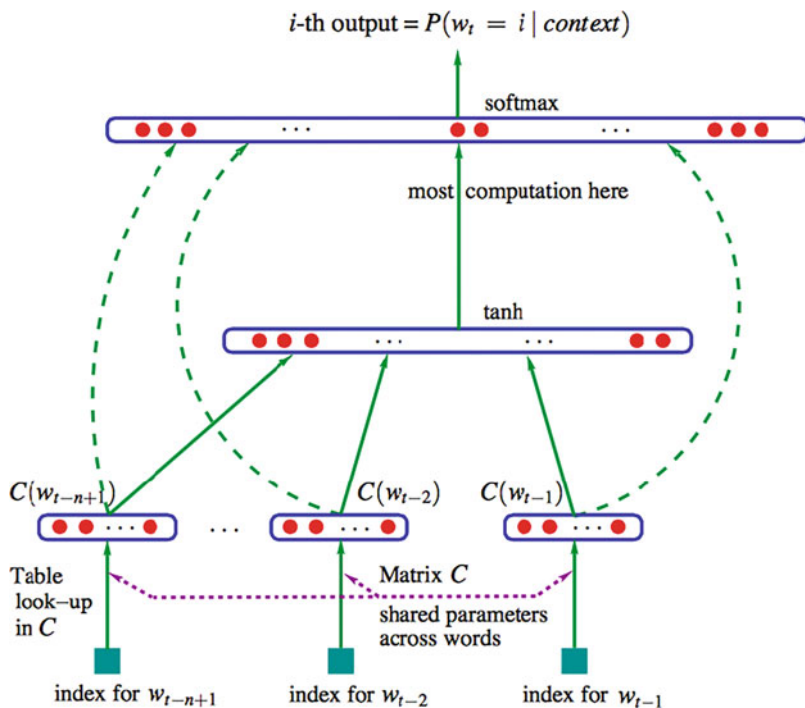 i-th output = P(w_t = i | context)
softmax
· · · · · ·
most computation here
tanh
· · · · · ·
C(w_{t−n+1}) C(w_{t−2}) C(w_{t−1})
· · · · · · · · · · · ·
Table Matrix C
look−up shared parameters
in C across words
index for w_{t−n+1} index for w_{t−2} index for w_{t−1}